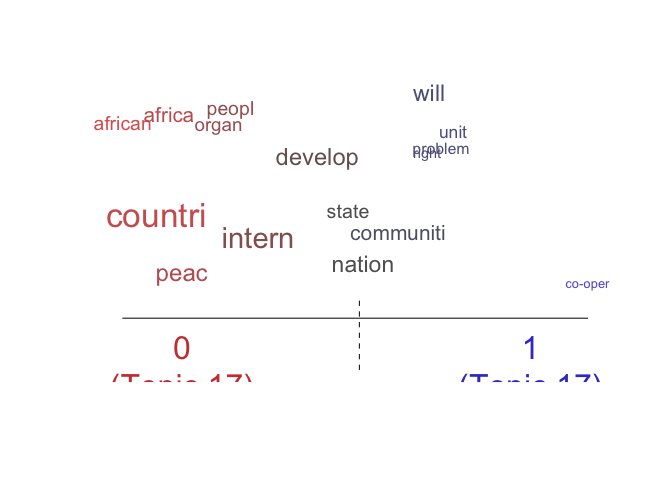 will
peopl
africa
african
organ
unit
problem
right
develop
state
countri
communiti
intern
nation
peac
co-oper
0
1
(Topic 17)
(Topic 17)